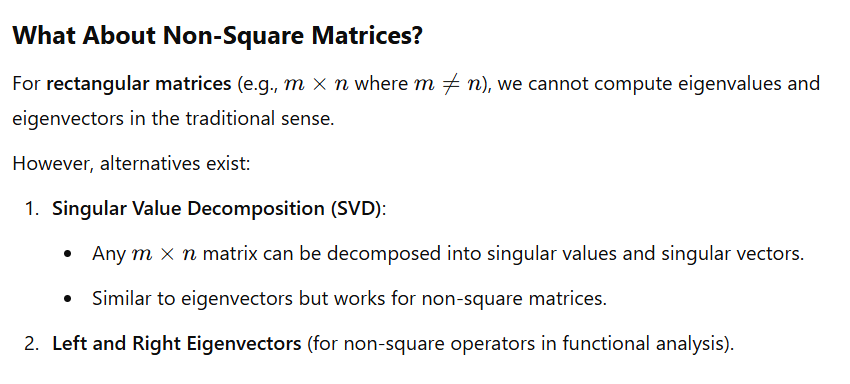 What About Non-Square Matrices?
For rectangular matrices (e.g., m × n where m ≠ n), we cannot compute eigenvalues and
eigenvectors in the traditional sense.
However, alternatives exist:
1. Singular Value Decomposition (SVD):
• Any m × n matrix can be decomposed into singular values and singular vectors.
• Similar to eigenvectors but works for non-square matrices.
2. Left and Right Eigenvectors (for non-square operators in functional analysis).